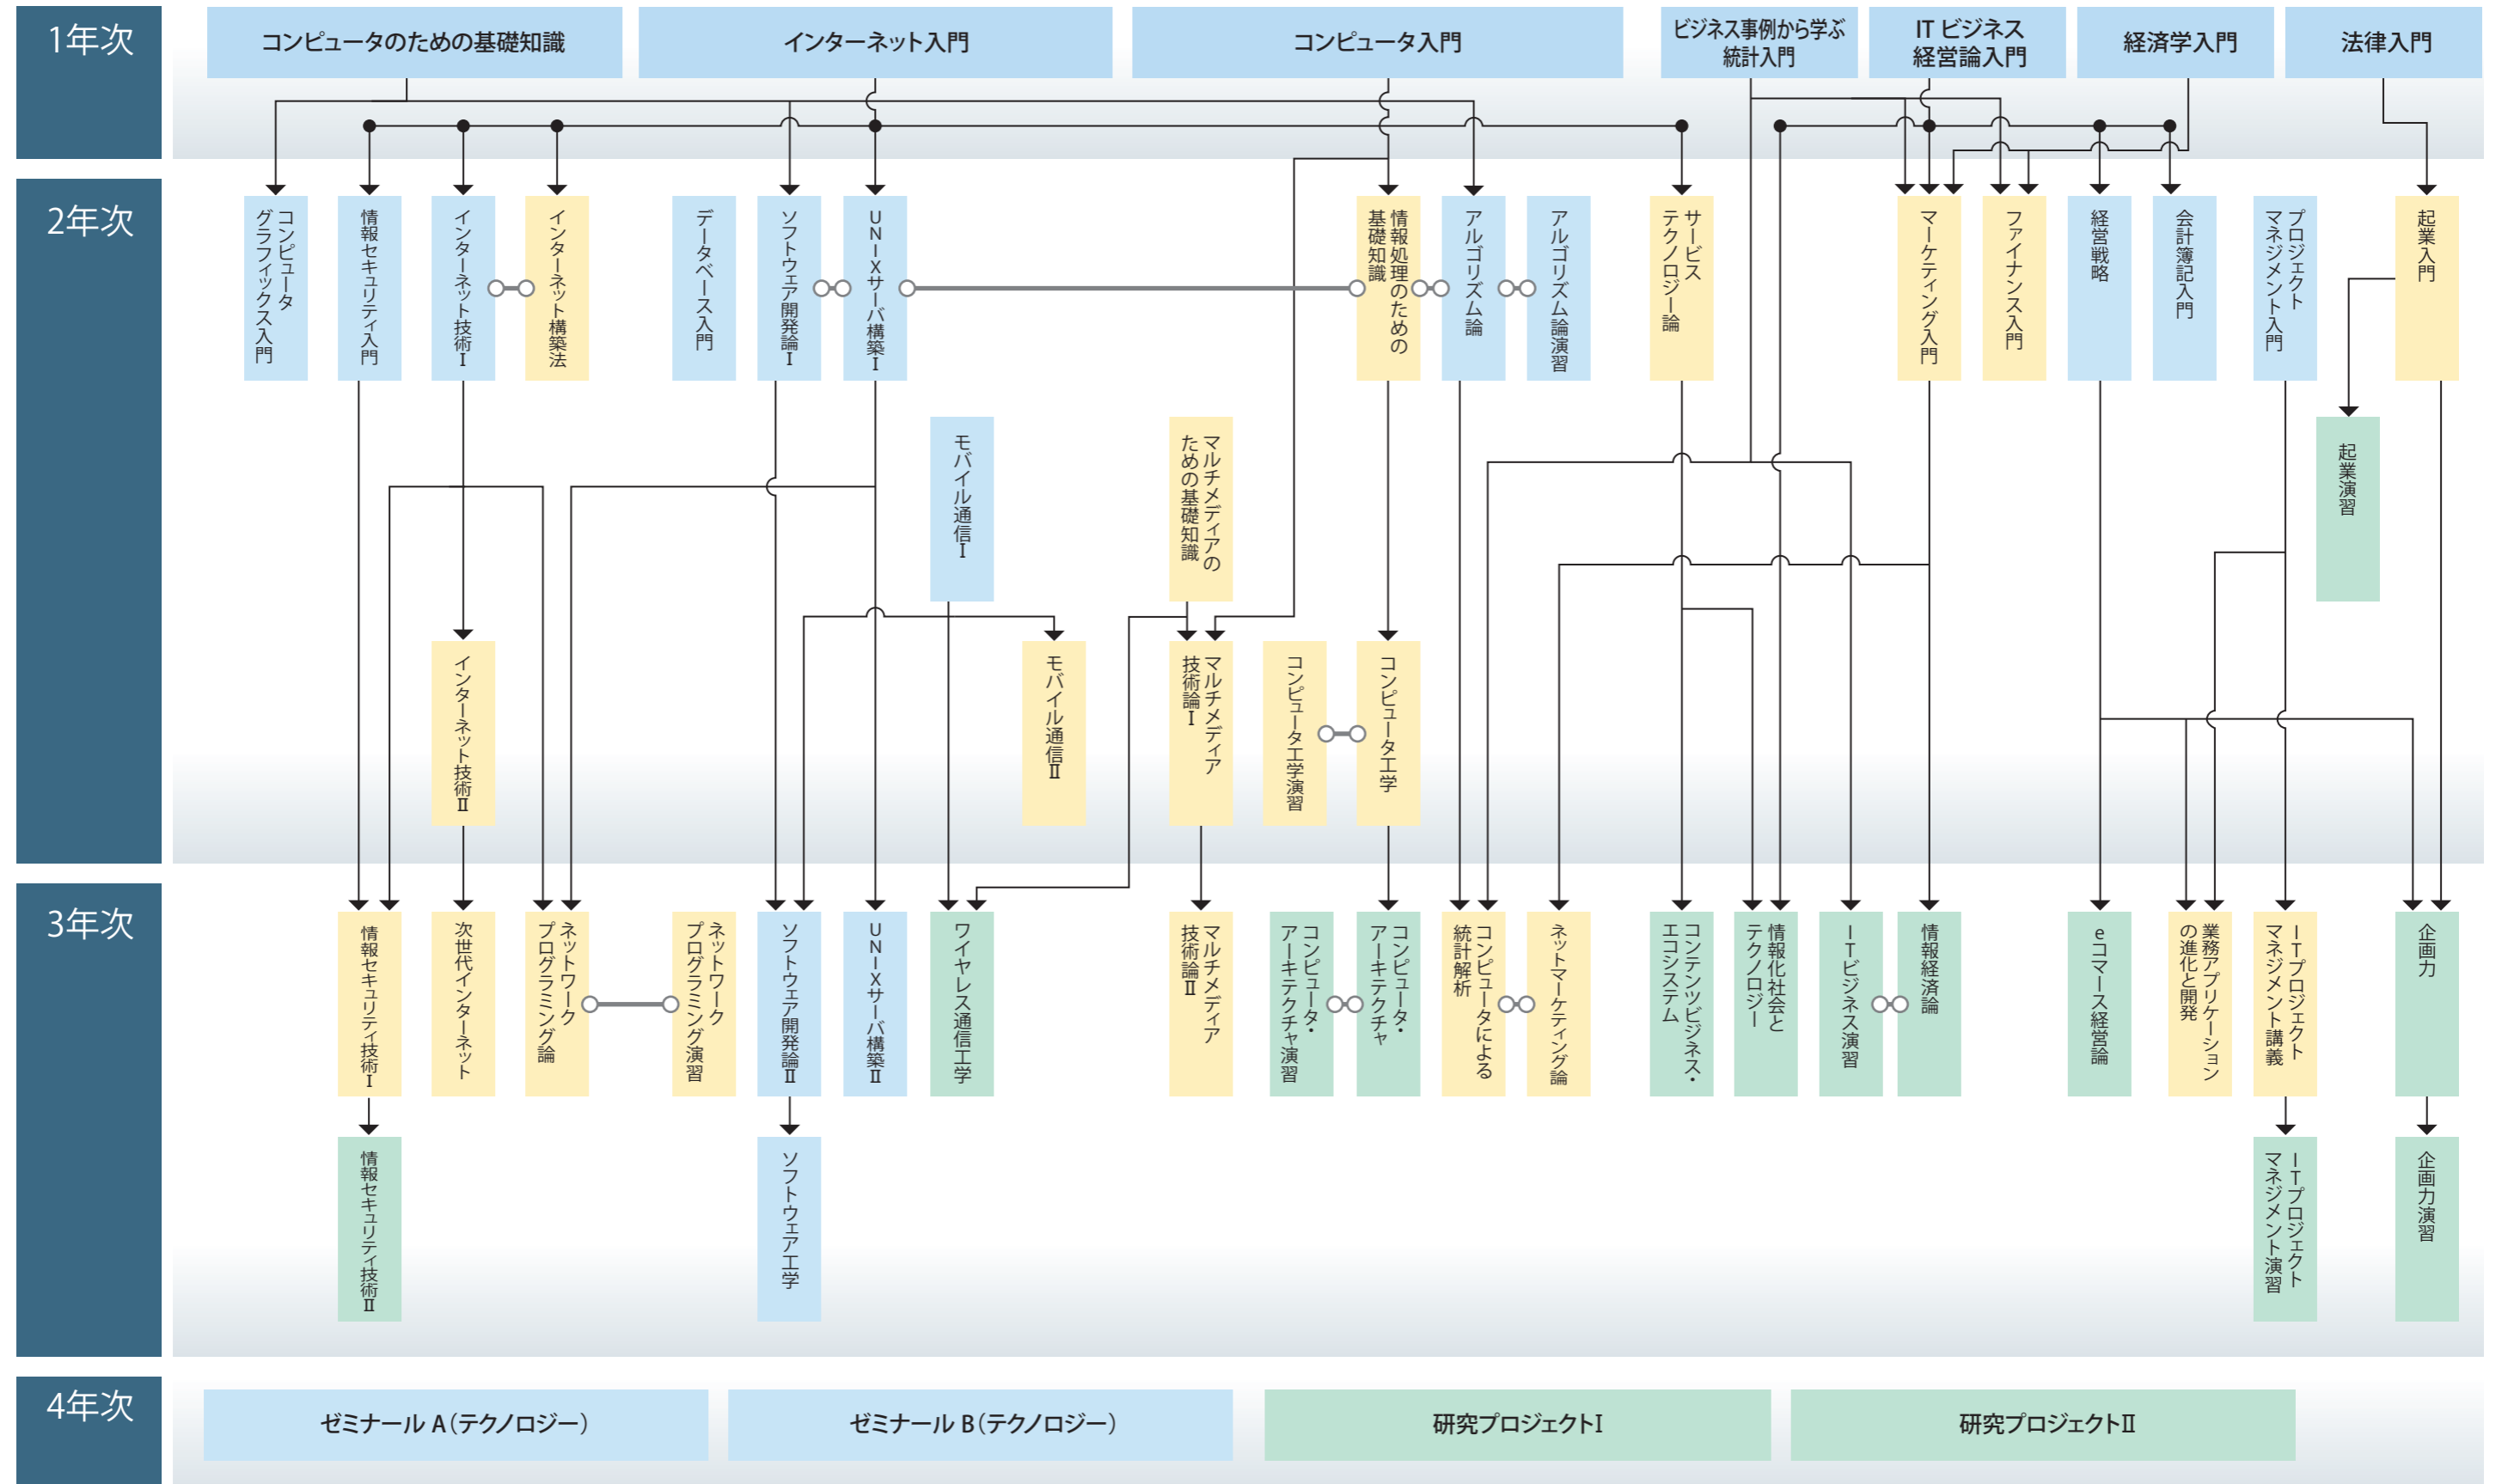 1年次
コンピュータのための基礎知識
インターネット入門
コンピュータ入門
ビジネス事例から学ぶ
統計入門
IT ビジネス
経営論入門
経済学入門
法律入門
2年次
コンピュータ
グラフィックス入門
情報セキュリティ入門
インターネット技術Ⅰ
インターネット構築法
データベース入門
ソフトウェア開発論Ⅰ
UNIXサーバ構築Ⅰ
情報処理のための
基礎知識
アルゴリズム論
アルゴリズム論演習
サービス
テクノロジー論
マーケティング入門
ファイナンス入門
経営戦略
会計簿記入門
プロジェクト
マネジメント入門
起業入門
モバイル通信Ⅰ
マルチメディアの
ための基礎知識
起業演習
インターネット技術Ⅱ
モバイル通信Ⅱ
マルチメディア
技術論Ⅰ
コンピュータ工学演習
コンピュータ工学
3年次
情報セキュリティ技術Ⅰ
次世代インターネット
ネットワーク
プログラミング論
ネットワーク
プログラミング演習
ソフトウェア開発論Ⅱ
UNIXサーバ構築Ⅱ
ワイヤレス通信工学
マルチメディア
技術論Ⅱ
コンピュータ・
アーキテクチャ演習
コンピュータ・
アーキテクチャ
コンピュータによる
統計解析
ネットマーケティング論
コンテンツビジネス・
エコシステム
情報化社会と
テクノロジー
ITビジネス演習
情報経済論
eコマース経営論
業務アプリケーション
の進化と開発
ITプロジェクト
マネジメント講義
企画力
情報セキュリティ技術Ⅱ
ソフトウェア工学
ITプロジェクト
マネジメント演習
企画力演習
4年次
ゼミナール A（テクノロジー）
ゼミナール B（テクノロジー）
研究プロジェクトⅠ
研究プロジェクトⅡ